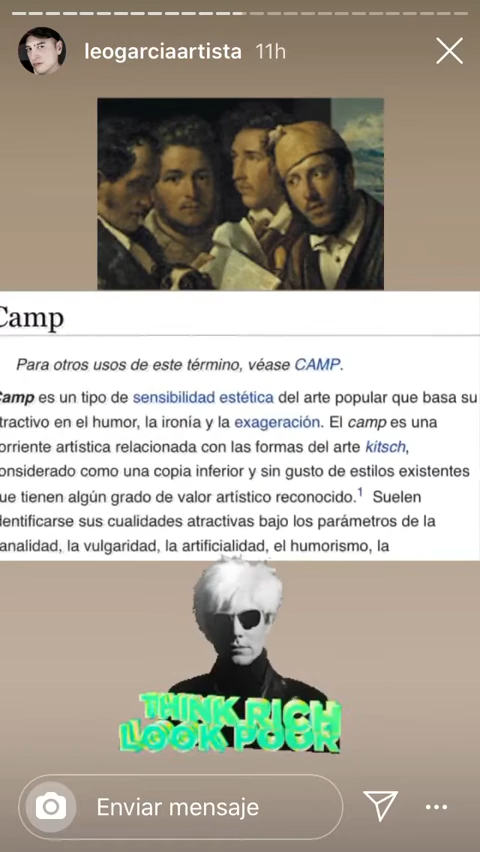 leogarciaartista 11h
Camp
Para otros usos de este término, véase CAMP.
Camp es un tipo de sensibilidad estética del arte popular que basa su
tractivo en el humor, la ironía y la exageración. El camp es una
orriente artística relacionada con las formas del arte kitsch,
onsiderado como una copia inferior y sin gusto de estilos existentes
ue tienen algún grado de valor artístico reconocido.1 Suelen
dentificarse sus cualidades atractivas bajo los parámetros de la
analidad, la vulgaridad, la artificialidad, el humorismo, la
THINK RICH
LOOK POOR
Enviar mensaje